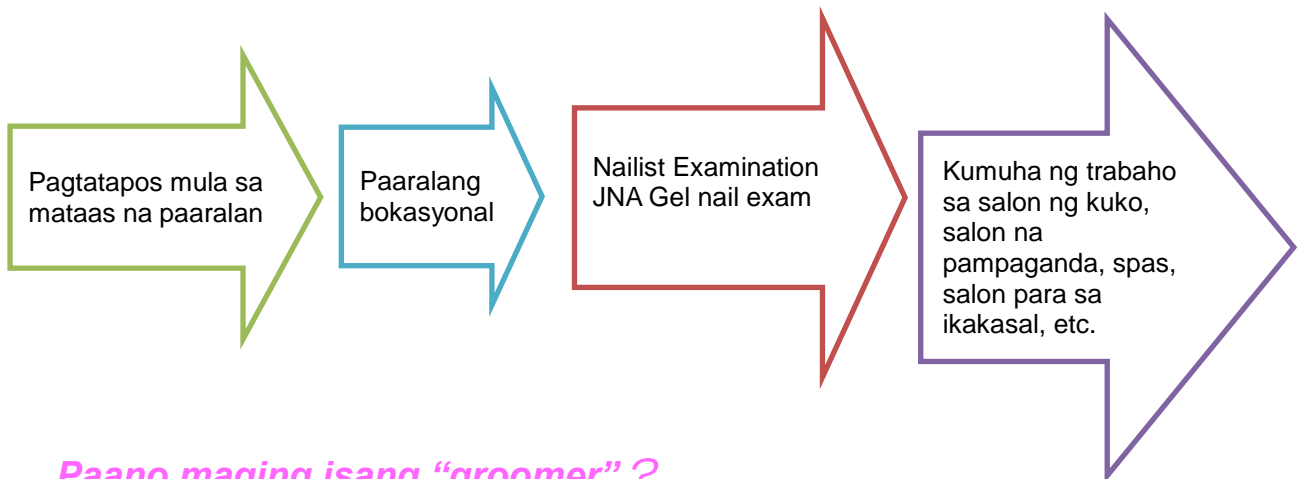 Pagtatapos mula sa
mataas na paaralan
Paaralang
bokasyonal
Nailist Examination
JNA Gel nail exam
Kumuha ng trabaho
sa salon ng kuko,
salon na
pampaganda, spas,
salon para sa
ikakasal, etc.
Paano maging isang “groomer”？